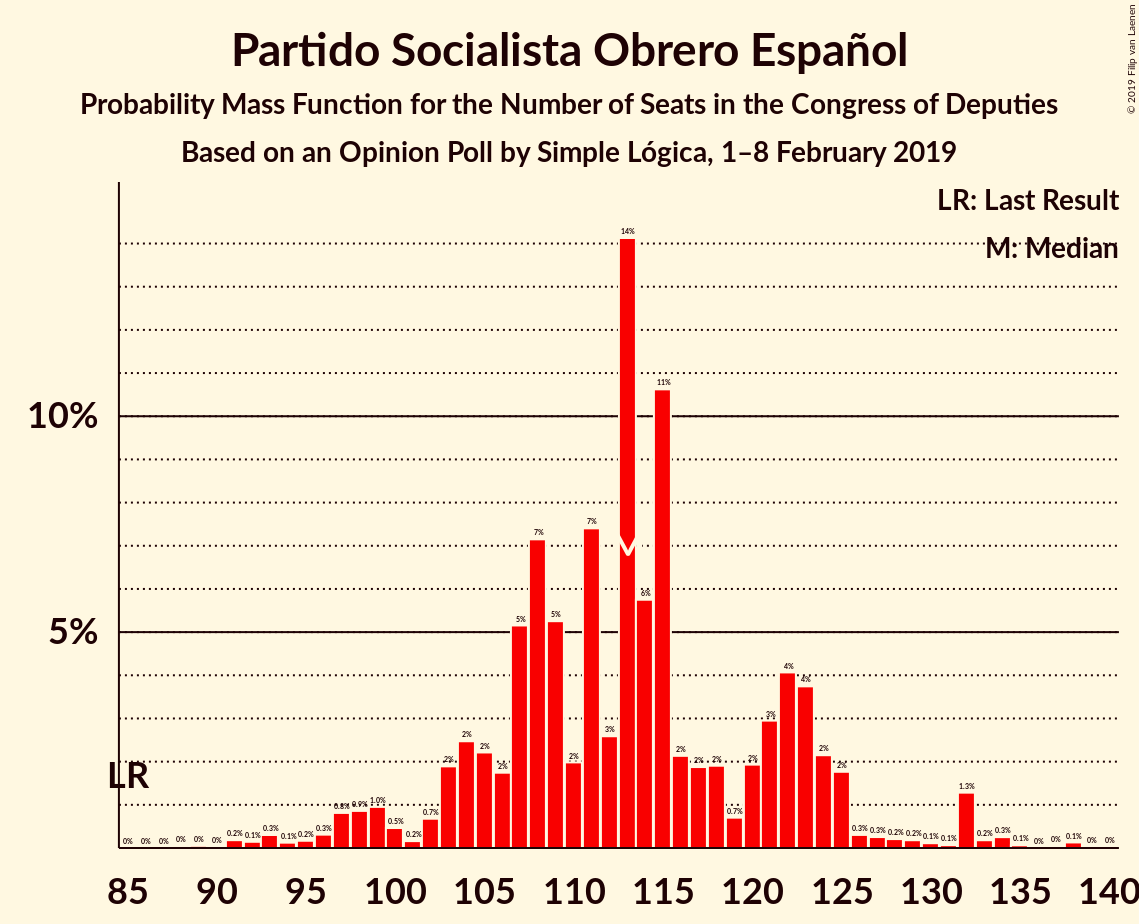 Partido Socialista Obrero Español
Probability Mass Function for the Number of Seats in the Congress of Deputies
Based on an Opinion Poll by Simple Lógica, 1–8 February 2019
© 2019 Filip van Laenen
LR: Last Result
M: Median
10%
5%
LR
0% 0% 0% 0% 0% 0% 0.2% 0.1% 0.3% 0.1% 0.2% 0.3% 0.8% 0.9% 1.0% 0.5% 0.2% 0.7% 2% 2% 2% 2% 5% 7% 5% 2% 7% 3% 14% 6% 11% 2% 2% 2% 0.7% 2% 3% 4% 4% 2% 2% 0.3% 0.3% 0.2% 0.2% 0.1% 0.1% 1.3% 0.2% 0.3% 0.1% 0% 0% 0.1% 0% 0%
85 90 95 100 105 110 115 120 125 130 135 140